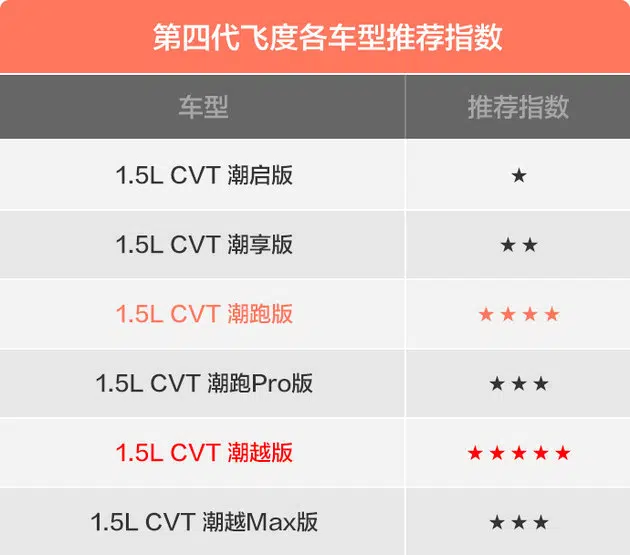 第四代飞度各车型推荐指数
车型 推荐指数
1.5L CVT 潮启版 ★
1.5L CVT 潮享版 ★★
1.5L CVT 潮跑版 ★★★★
1.5L CVT 潮跑Pro版 ★★★
1.5L CVT 潮越版 ★★★★★
1.5L CVT 潮越Max版 ★★★